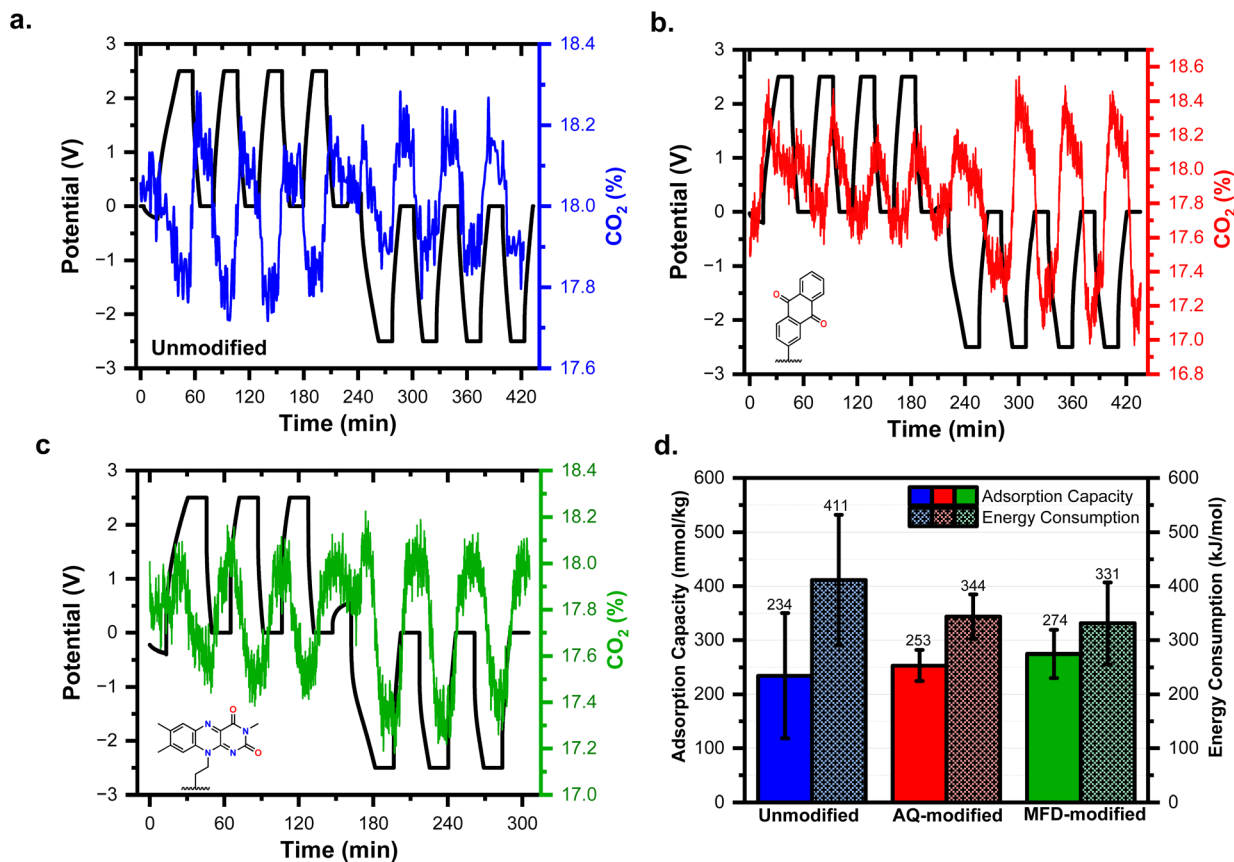 a.
Potential (V)
3
2
1
0
−1
−2
−3
0 60 120 180 240 300 360 420
Time (min)
Unmodified
18.4
18.2
18.0
17.8
17.6
CO2 (%)
b.
Potential (V)
3
2
1
0
−1
−2
−3
0 60 120 180 240 300 360 420
Time (min)
O
O
18.6
18.4
18.2
18.0
17.8
17.6
17.4
17.2
17.0
16.8
CO2 (%)
c
Potential (V)
3
2
1
0
−1
−2
−3
0 60 120 180 240 300
Time (min)
N
O
N
N
N
O
18.4
18.2
18.0
17.8
17.6
17.4
17.2
17.0
CO2 (%)
d.
Adsorption Capacity (mmol/kg)
600
500
400
300
200
100
0
Adsorption Capacity
Energy Consumption
234
411
253
344
274
331
Unmodified AQ-modified MFD-modified
600
500
400
300
200
100
0
Energy Consumption (kJ/mol)